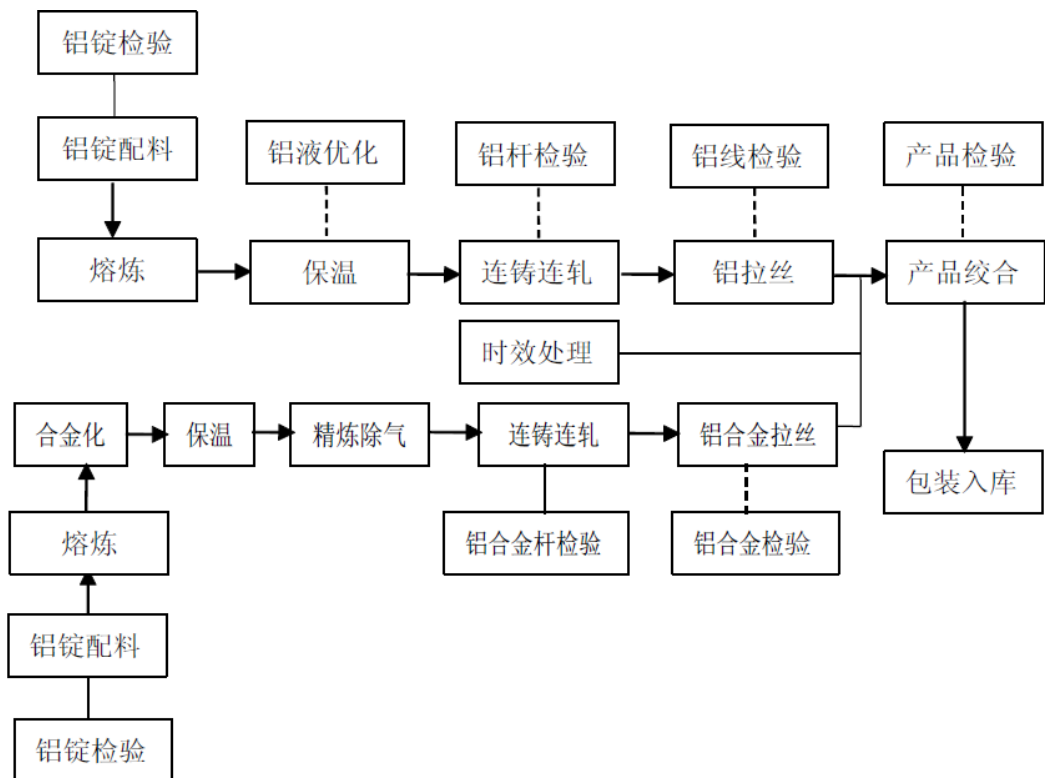 铝锭检验
铝锭配料
铝液优化
铝杆检验
铝线检验
产品检验
熔炼
保温
连铸连轧
铝拉丝
产品绞合
时效处理
合金化
保温
精炼除气
连铸连轧
铝合金拉丝
包装入库
熔炼
铝合金杆检验
铝合金检验
铝锭配料
铝锭检验